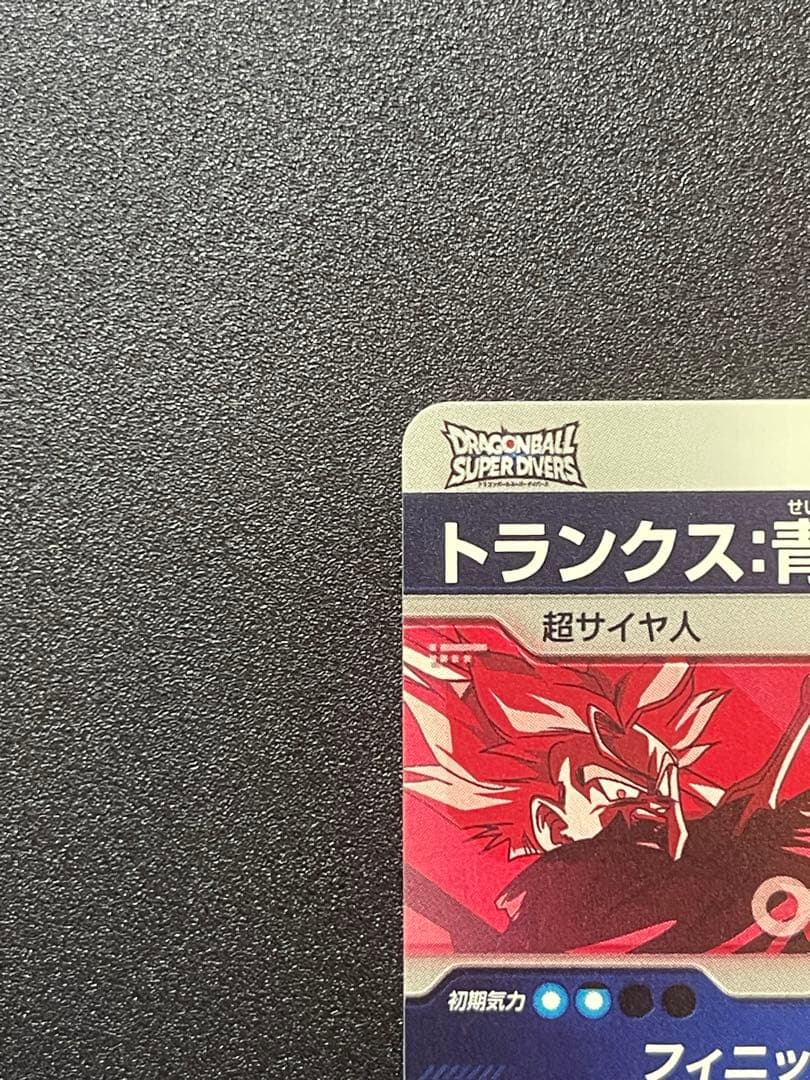 DRAGONBALL
SUPER DIVERS
ドラゴンボールスーパーダイバーズ
せい
トランクス:青
超サイヤ人
初期気力
フィニッ